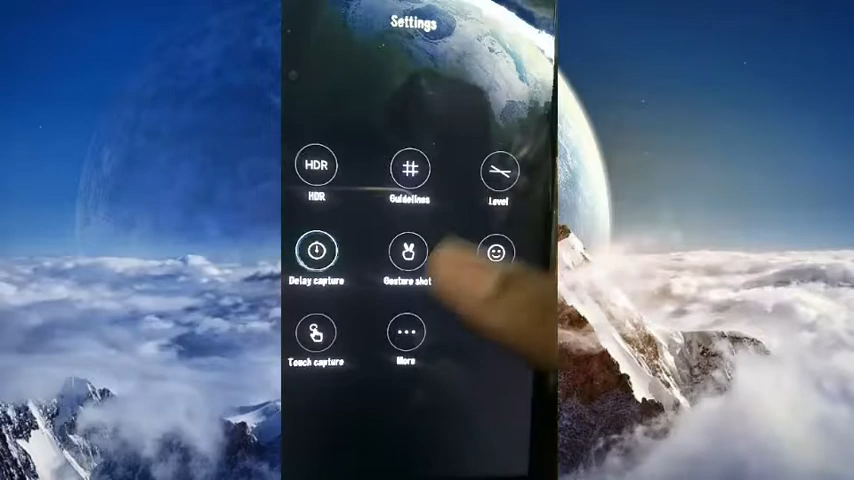 Settings
HDR
HDR
Guidelines
Level
Delay capture
Gesture shot
Touch capture
More